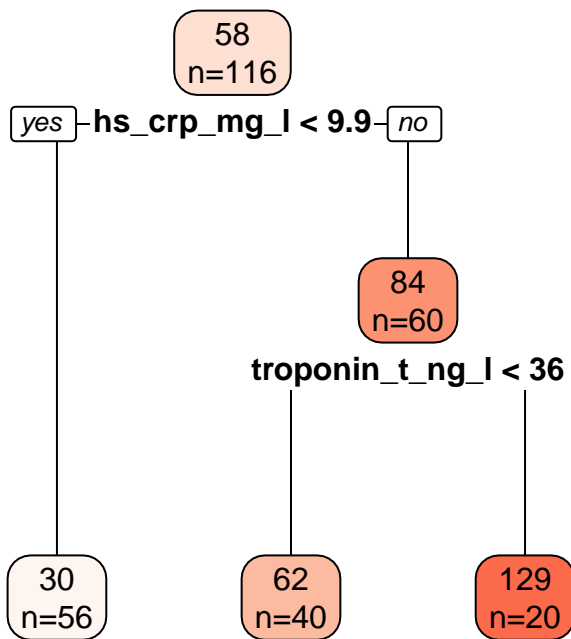 58
n=116
yes hs_crp_mg_l < 9.9 no
84
n=60
troponin_t_ng_l < 36
30
n=56
62
n=40
129
n=20